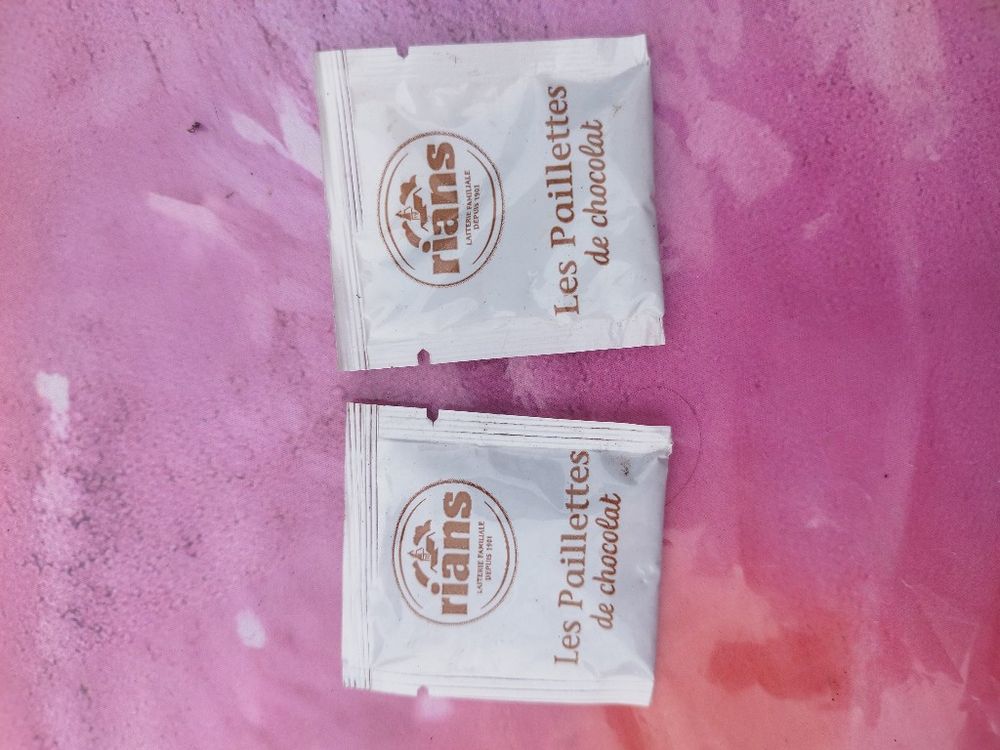 rians
LAITERIE FAMILIALE
DEPUIS 1901
Les Paillettes
de chocolat
rians
LAITERIE FAMILIALE
DEPUIS 1901
Les Paillettes
de chocolat